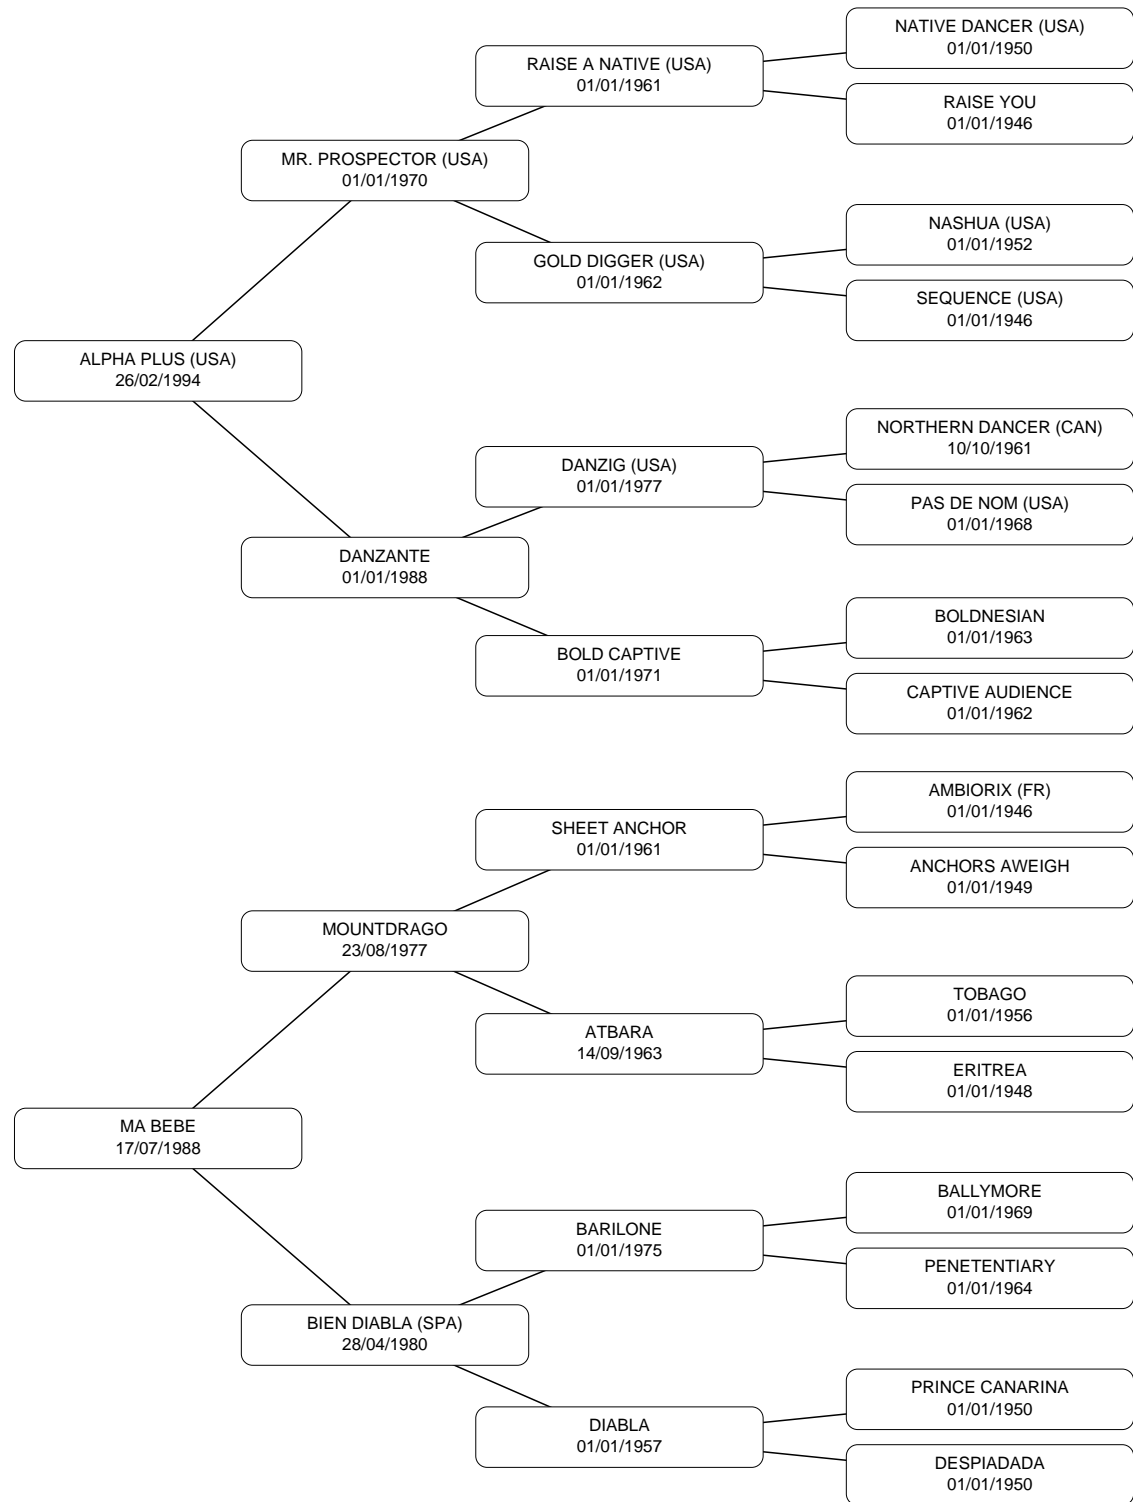 NATIVE DANCER (USA)
01/01/1950
RAISE A NATIVE (USA)
01/01/1961
RAISE YOU
01/01/1946
MR. PROSPECTOR (USA)
01/01/1970
NASHUA (USA)
01/01/1952
GOLD DIGGER (USA)
01/01/1962
SEQUENCE (USA)
01/01/1946
ALPHA PLUS (USA)
26/02/1994
NORTHERN DANCER (CAN)
10/10/1961
DANZIG (USA)
01/01/1977
PAS DE NOM (USA)
01/01/1968
DANZANTE
01/01/1988
BOLDNESIAN
01/01/1963
BOLD CAPTIVE
01/01/1971
CAPTIVE AUDIENCE
01/01/1962
AMBIORIX (FR)
01/01/1946
SHEET ANCHOR
01/01/1961
ANCHORS AWEIGH
01/01/1949
MOUNTDRAGO
23/08/1977
TOBAGO
01/01/1956
ATBARA
14/09/1963
ERITREA
01/01/1948
MA BEBE
17/07/1988
BALLYMORE
01/01/1969
BARILONE
01/01/1975
PENETENTIARY
01/01/1964
BIEN DIABLA (SPA)
28/04/1980
PRINCE CANARINA
01/01/1950
DIABLA
01/01/1957
DESPIADADA
01/01/1950